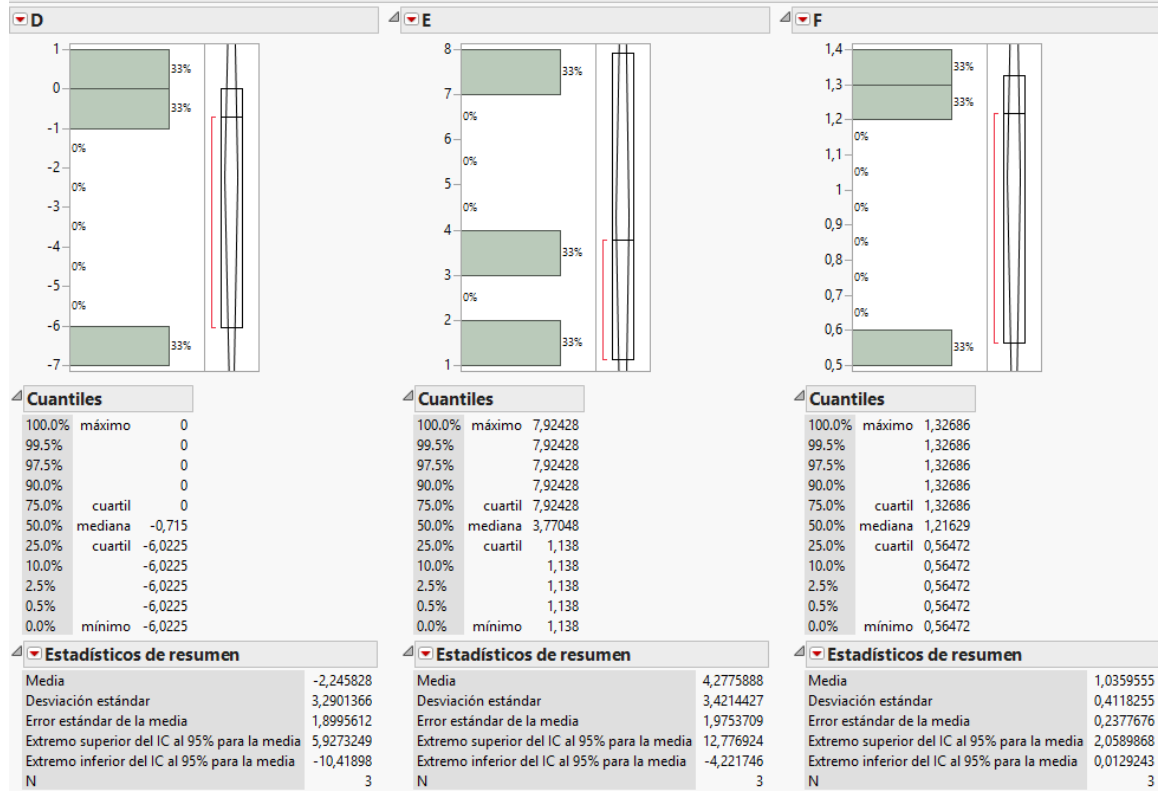 D
1
0
-1
-2
-3
-4
-5
-6
-7
33%
33%
0%
0%
0%
0%
0%
33%
Cuantiles
100.0% máximo 0
99.5% 0
97.5% 0
90.0% 0
75.0% cuartil 0
50.0% mediana -0,715
25.0% cuartil -6,0225
10.0% -6,0225
2.5% -6,0225
0.5% -6,0225
0.0% mínimo -6,0225
Estadísticos de resumen
Media -2,245828
Desviación estándar 3,2901366
Error estándar de la media 1,8995612
Extremo superior del IC al 95% para la media 5,9273249
Extremo inferior del IC al 95% para la media -10,41898
N 3
E
8
7
6
5
4
3
2
1
33%
0%
0%
0%
33%
0%
33%
Cuantiles
100.0% máximo 7,92428
99.5% 7,92428
97.5% 7,92428
90.0% 7,92428
75.0% cuartil 7,92428
50.0% mediana 3,77048
25.0% cuartil 1,138
10.0% 1,138
2.5% 1,138
0.5% 1,138
0.0% mínimo 1,138
Estadísticos de resumen
Media 4,2775888
Desviación estándar 3,4214427
Error estándar de la media 1,9753709
Extremo superior del IC al 95% para la media 12,776924
Extremo inferior del IC al 95% para la media -4,221746
N 3
F
1,4
1,3
1,2
1,1
1
0,9
0,8
0,7
0,6
0,5
33%
33%
0%
0%
0%
0%
0%
0%
33%
Cuantiles
100.0% máximo 1,32686
99.5% 1,32686
97.5% 1,32686
90.0% 1,32686
75.0% cuartil 1,32686
50.0% mediana 1,21629
25.0% cuartil 0,56472
10.0% 0,56472
2.5% 0,56472
0.5% 0,56472
0.0% mínimo 0,56472
Estadísticos de resumen
Media 1,0359555
Desviación estándar 0,4118255
Error estándar de la media 0,2377676
Extremo superior del IC al 95% para la media 2,0589868
Extremo inferior del IC al 95% para la media 0,0129243
N 3